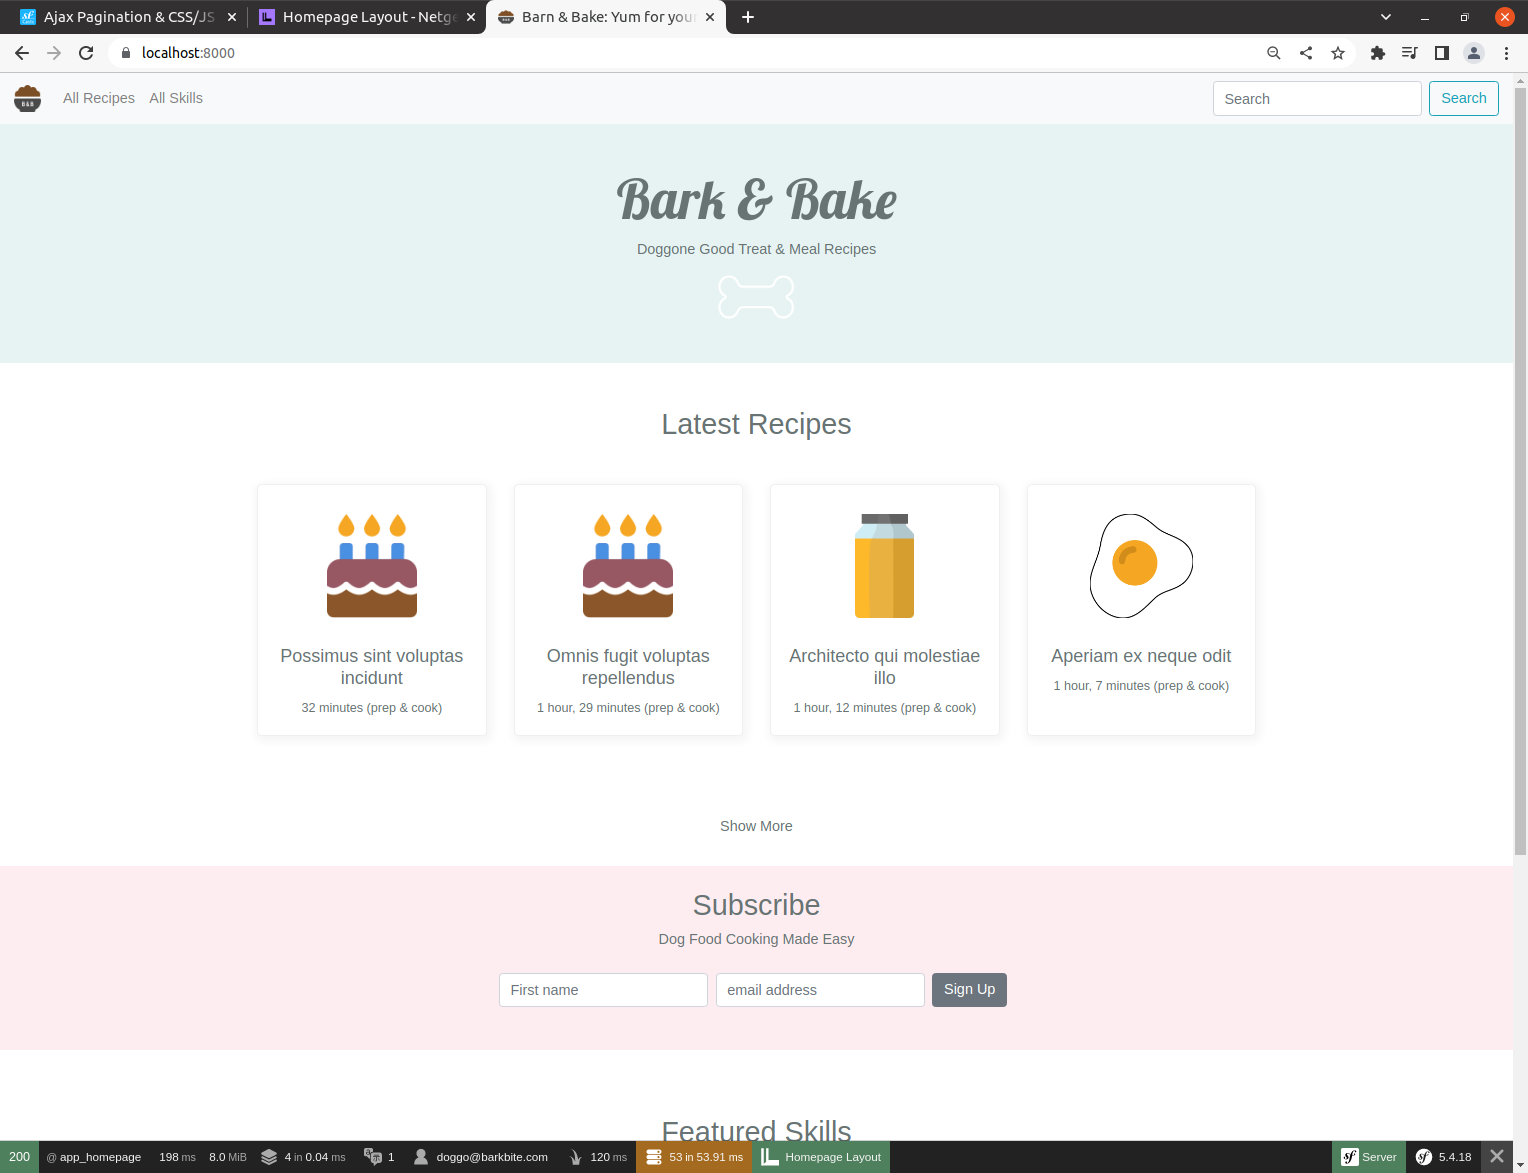 Ajax Pagination & CSS/JS
Homepage Layout - Netge
Barn & Bake: Yum for your
localhost:8000
B&B
All Recipes
All Skills
Search
Search
Bark & Bake
Doggone Good Treat & Meal Recipes
Latest Recipes
Possimus sint voluptas
incidunt
32 minutes (prep & cook)
Omnis fugit voluptas
repellendus
1 hour, 29 minutes (prep & cook)
Architecto qui molestiae
illo
1 hour, 12 minutes (prep & cook)
Aperiam ex neque odit
1 hour, 7 minutes (prep & cook)
Show More
Subscribe
Dog Food Cooking Made Easy
First name
email address
Sign Up
Featured Skills
200
@ app_homepage
198 ms
8.0 MiB
4 in 0.04 ms
1
doggo@barkbite.com
120 ms
53 in 53.91 ms
Homepage Layout
sf
Server
sf
5.4.18